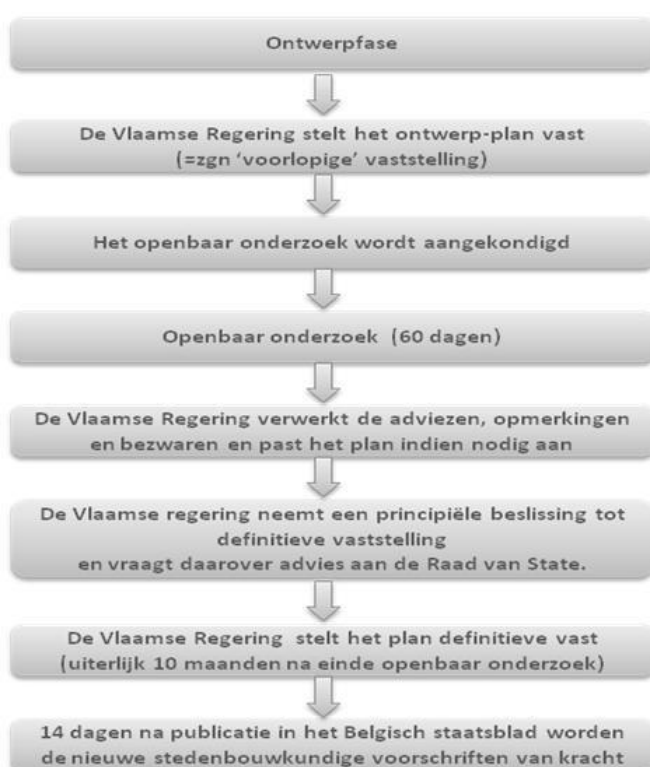 Ontwerpfase
De Vlaamse Regering stelt het ontwerp-plan vast
(=zgn ‘voorlopige’ vaststelling)
Het openbaar onderzoek wordt aangekondigd
Openbaar onderzoek (60 dagen)
De Vlaamse Regering verwerkt de adviezen, opmerkingen
en bezwaren en past het plan indien nodig aan
De Vlaamse regering neemt een principiële beslissing tot
definitieve vaststelling
en vraagt daarover advies aan de Raad van State.
De Vlaamse Regering stelt het plan definitieve vast
(uiterlijk 10 maanden na einde openbaar onderzoek)
14 dagen na publicatie in het Belgisch staatsblad worden
de nieuwe stedenbouwkundige voorschriften van kracht